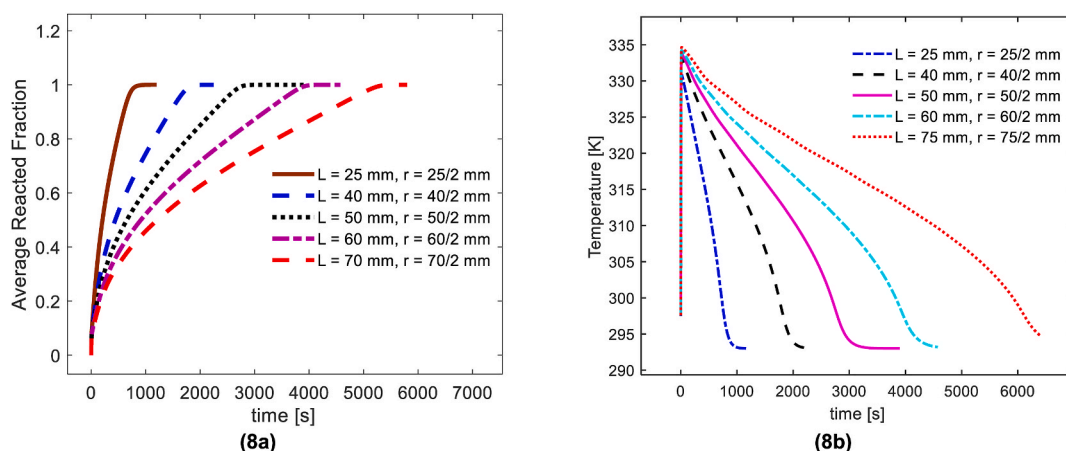 1.2
1
0.8
0.6
0.4
0.2
0
Average Reacted Fraction
L = 25 mm, r = 25/2 mm
L = 40 mm, r = 40/2 mm
L = 50 mm, r = 50/2 mm
L = 60 mm, r = 60/2 mm
L = 70 mm, r = 70/2 mm
0 1000 2000 3000 4000 5000 6000 7000
time [s]
(8a)
335
330
325
320
315
310
305
300
295
290
Temperature [K]
L = 25 mm, r = 25/2 mm
L = 40 mm, r = 40/2 mm
L = 50 mm, r = 50/2 mm
L = 60 mm, r = 60/2 mm
L = 75 mm, r = 75/2 mm
0 1000 2000 3000 4000 5000 6000
time [s]
(8b)